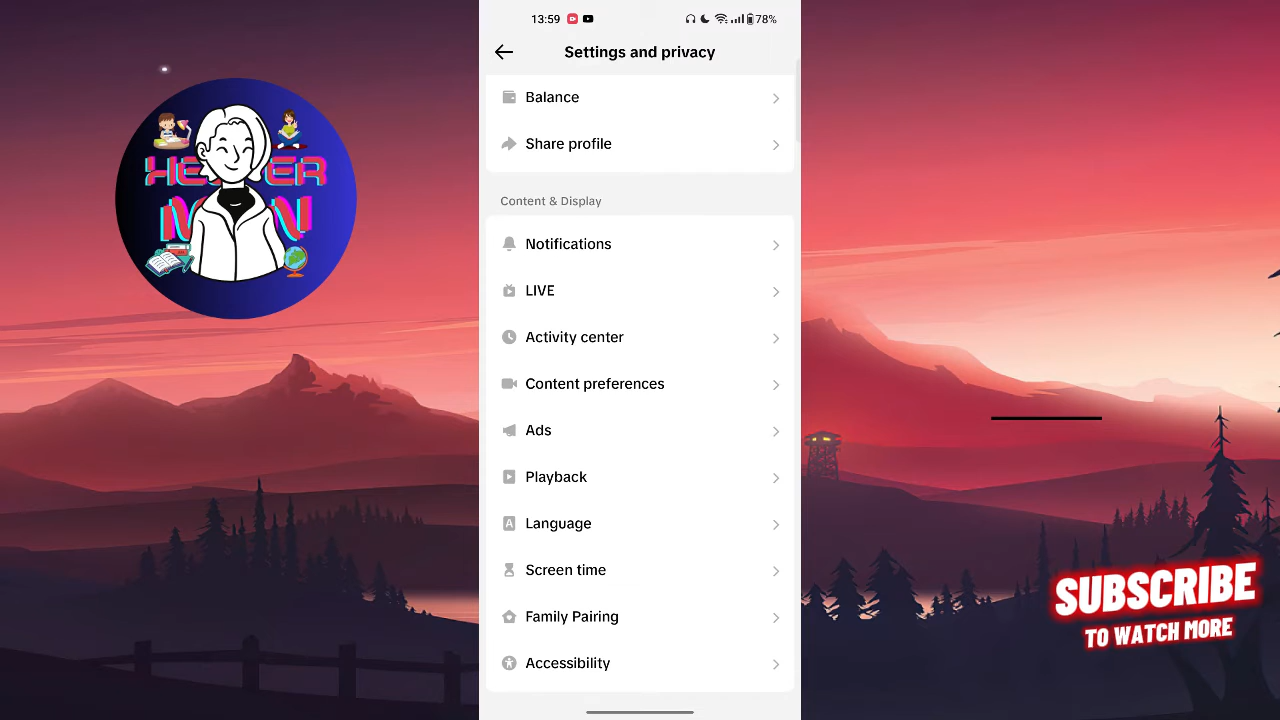 13:59
78%
Settings and privacy
Balance
Share profile
Content & Display
Notifications
LIVE
Activity center
Content preferences
Ads
Playback
Language
A
Screen time
Family Pairing
Accessibility
SUBSCRIBE
TO WATCH MORE